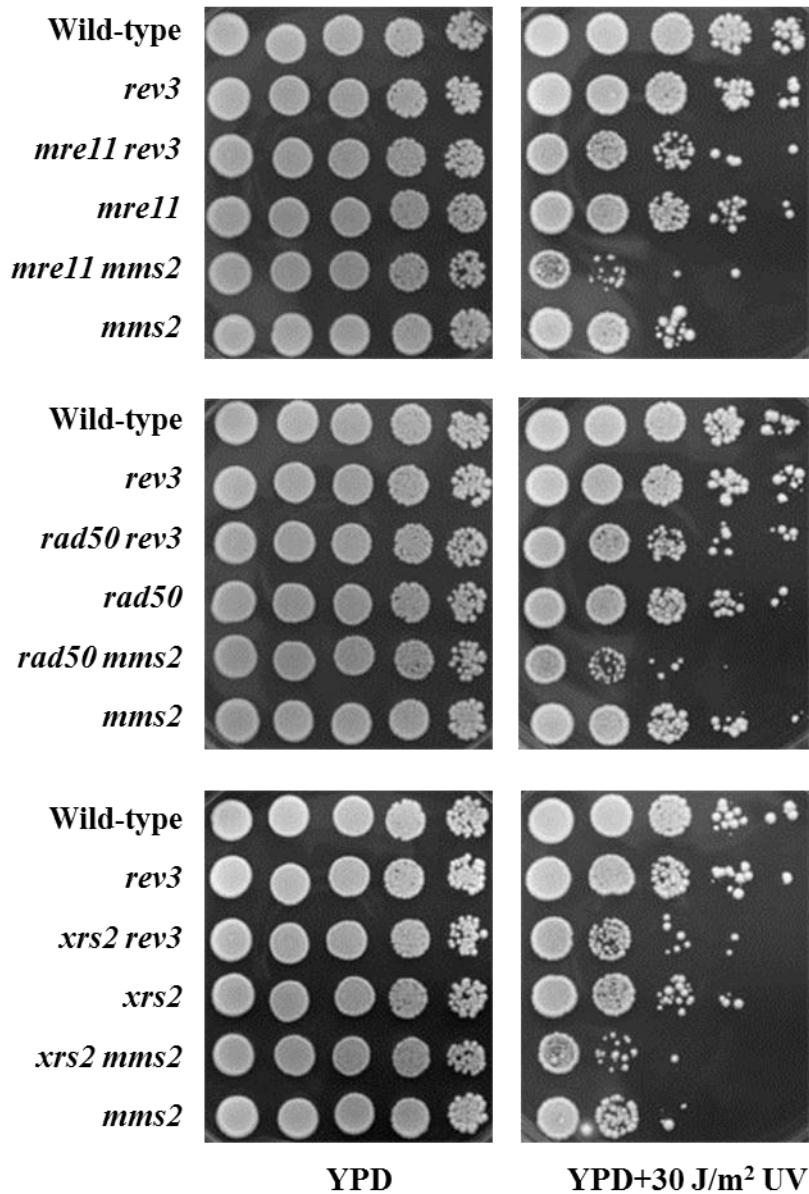 Wild-type
rev3
mre11 rev3
mre11
mre11 mms2
mms2
Wild-type
rev3
rad50 rev3
rad50
rad50 mms2
mms2
Wild-type
rev3
xrs2 rev3
xrs2
xrs2 mms2
mms2
YPD YPD+30 J/m² UV